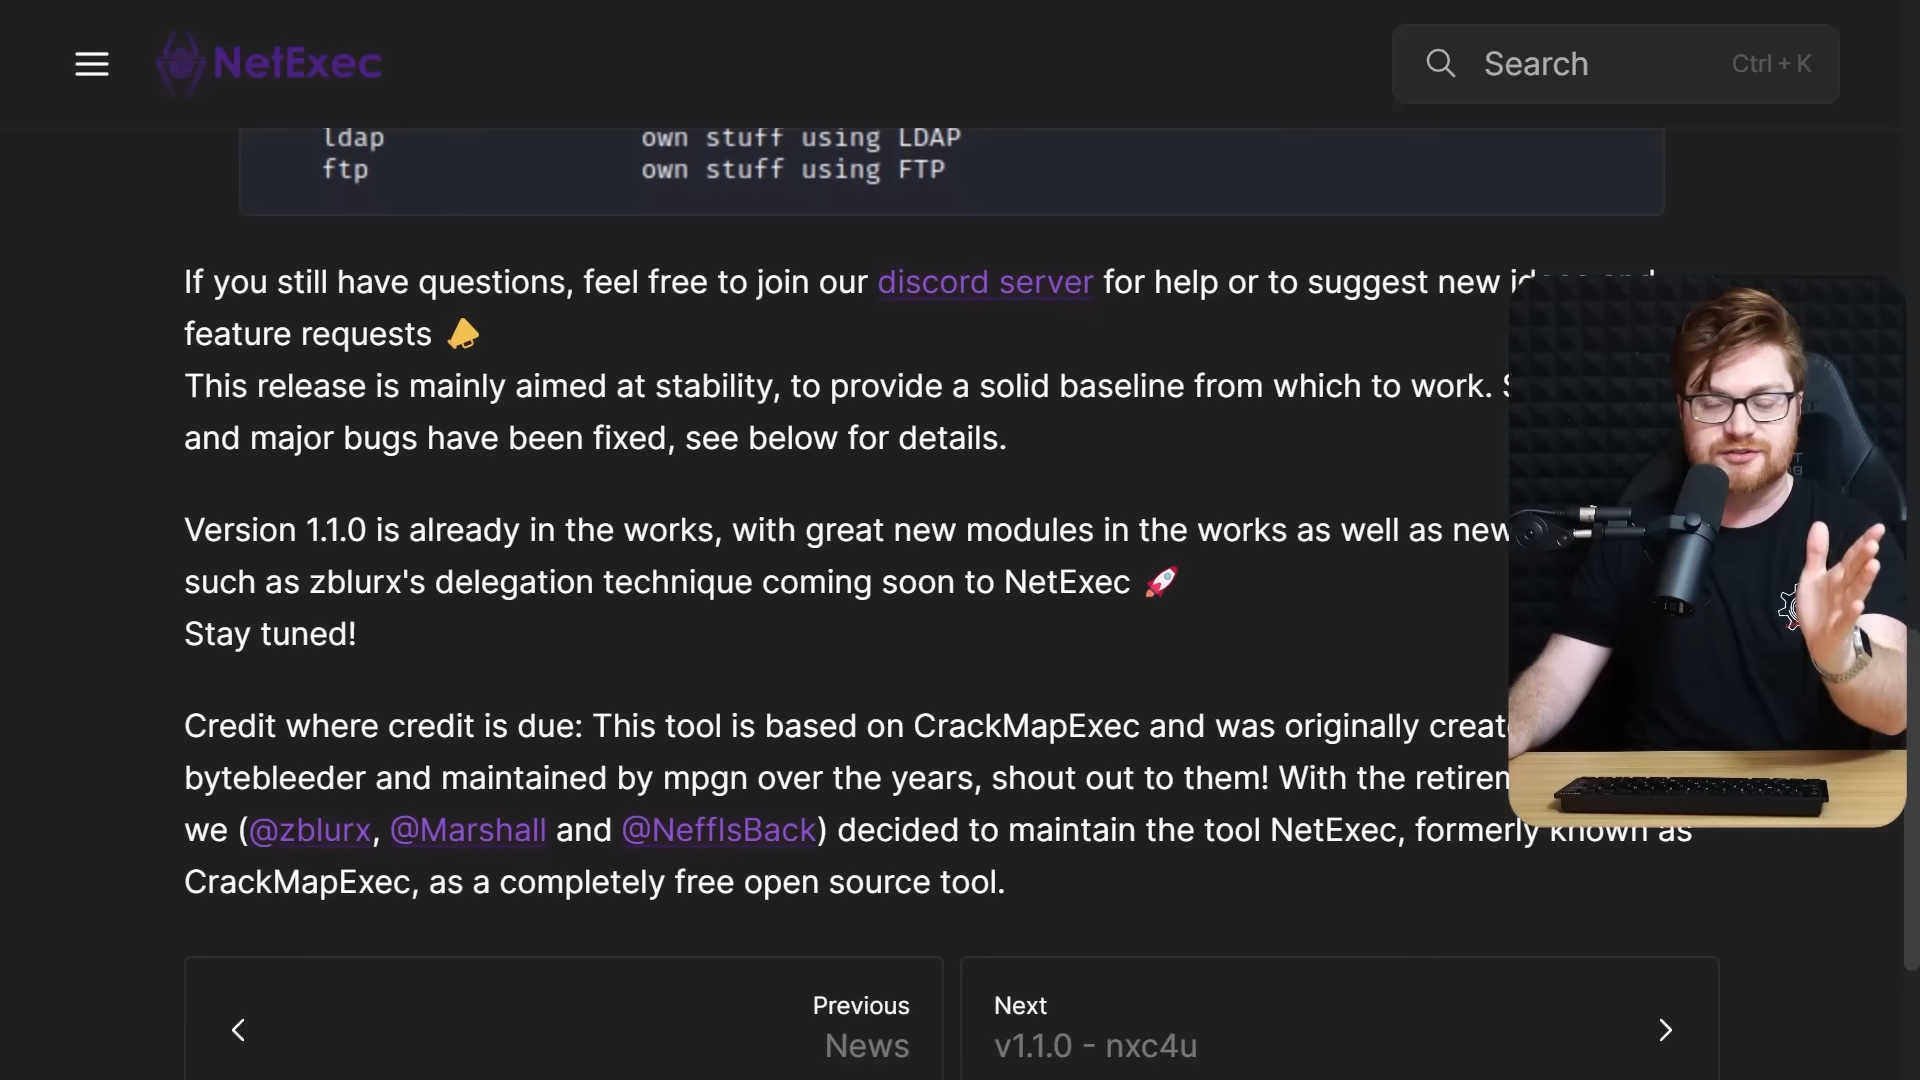 NetExec
Search
Ctrl + K
ldap own stuff using LDAP
ftp own stuff using FTP
If you still have questions, feel free to join our discord server for help or to suggest new ideas and
feature requests
This release is mainly aimed at stability, to provide a solid baseline from which to work.
and major bugs have been fixed, see below for details.
Version 1.1.0 is already in the works, with great new modules in the works as well as new
such as zblurx's delegation technique coming soon to NetExec
Stay tuned!
Credit where credit is due: This tool is based on CrackMapExec and was originally
bytebleeder and maintained by mpgn over the years, shout out to them! With the
we (@zblurx, @Marshall and @NeffIsBack) decided to maintain the tool NetExec, formerly known as
CrackMapExec, as a completely free open source tool.
Previous
News
Next
v1.1.0 - nxc4u